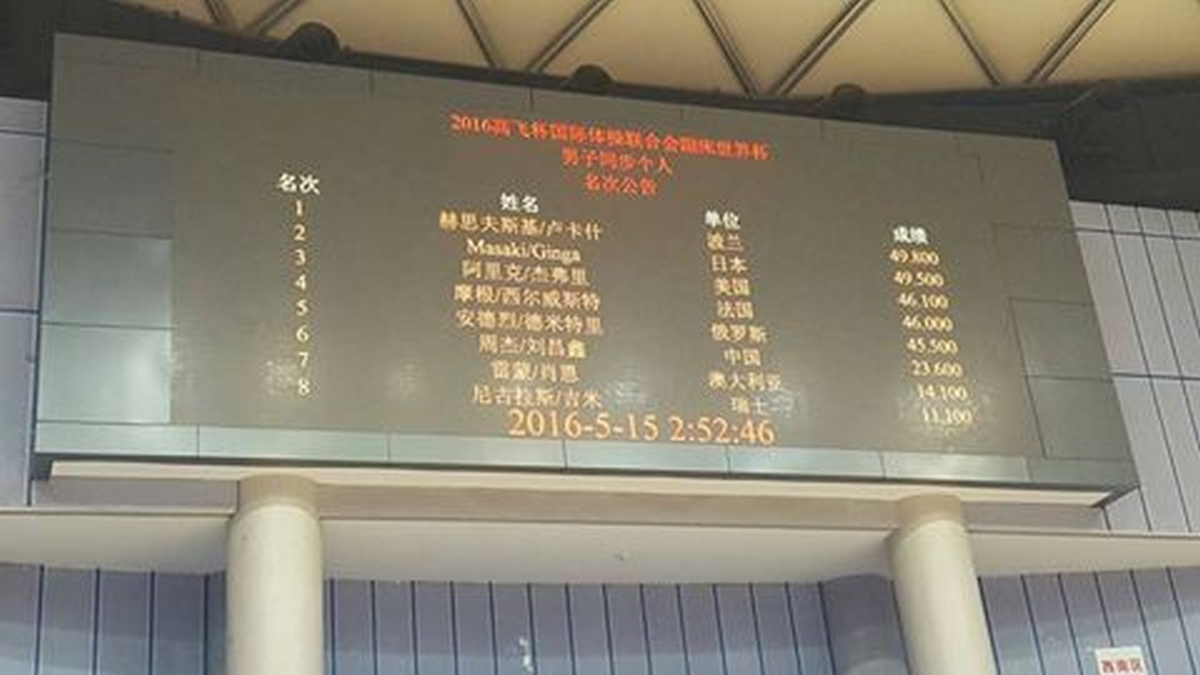 2016高飞杯国际体操联合会蹦床世界杯
男子同步个人
名次公告
名次 姓名 单位 成绩
1 赫思夫斯基/卢卡什 波兰 49.800
2 Masaki/Ginga 日本 49.500
3 阿里克/杰弗里 美国 46.100
4 摩根/西尔威斯特 法国 46.000
5 安德烈/德米特里 俄罗斯 45.500
6 周杰/刘昌鑫 中国 23.600
7 雷蒙/肖恩 澳大利亚 14.100
8 尼古拉斯/吉米 瑞士 11.100
2016-5-15 2:52:46
西南区